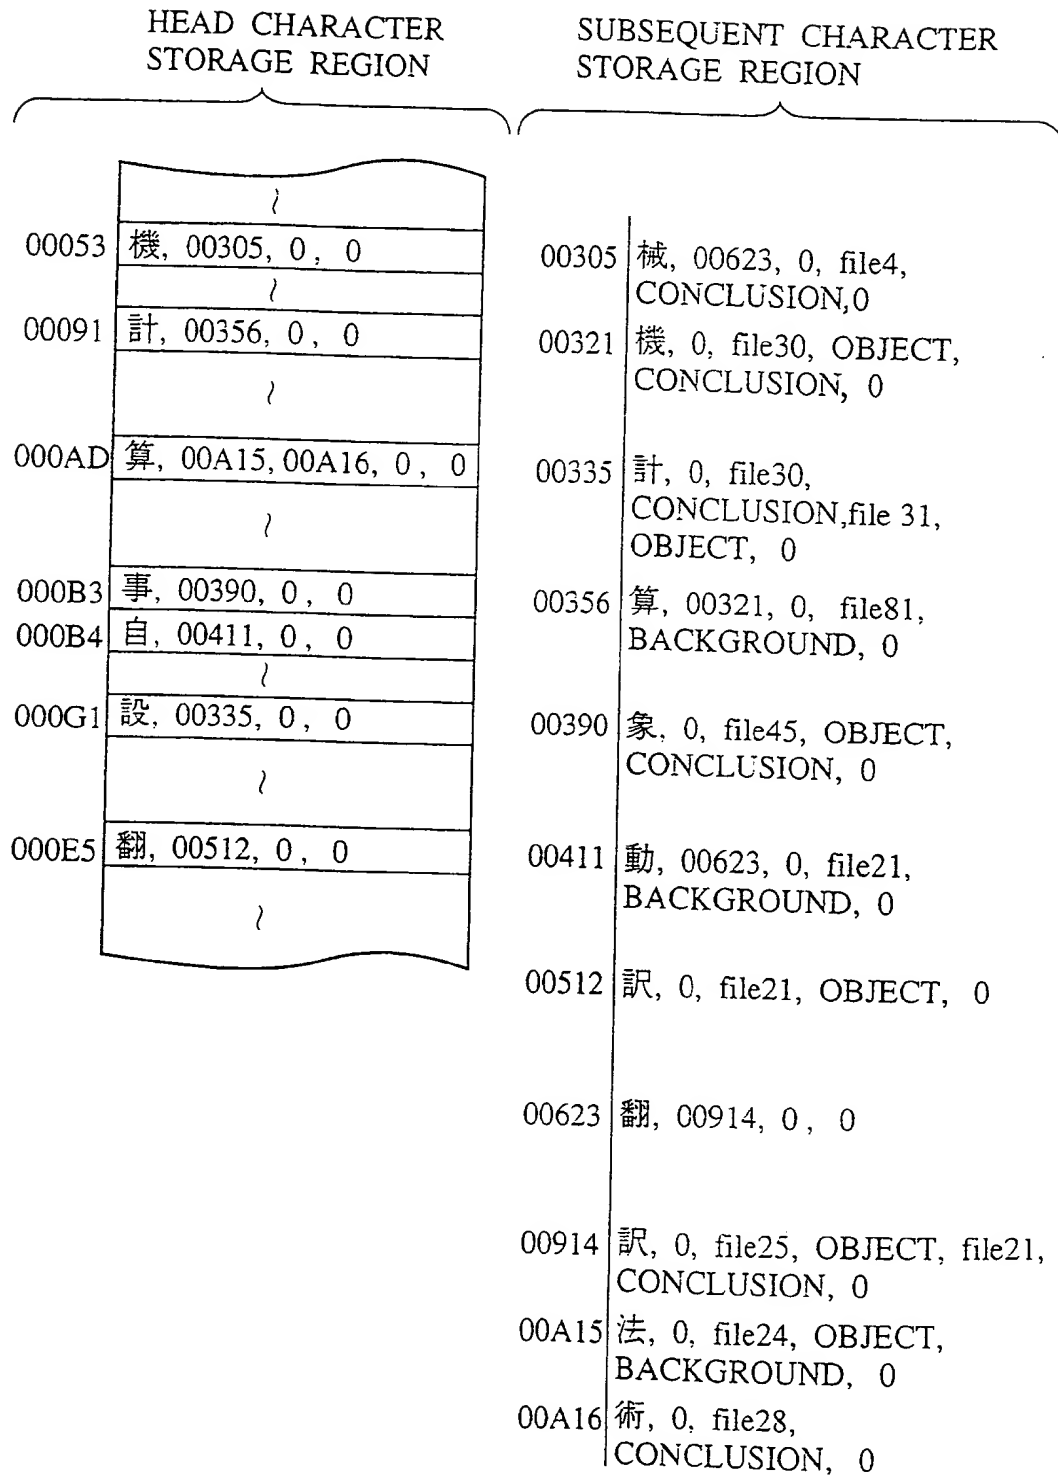 HEAD CHARACTER
STORAGE REGION
00053 機, 00305, 0, 0
00091 計, 00356, 0, 0
000AD 算, 00A15,00A16, 0, 0
000B3 事, 00390, 0, 0
000B4 自, 00411, 0, 0
000G1 設, 00335, 0, 0
000E5 翻, 00512, 0, 0
SUBSEQUENT CHARACTER
STORAGE REGION
00305 械, 00623, 0, file4,
CONCLUSION,0
00321 機, 0, file30, OBJECT,
CONCLUSION, 0
00335 計, 0, file30,
CONCLUSION,file 31,
OBJECT, 0
00356 算, 00321, 0, file81,
BACKGROUND, 0
00390 象, 0, file45, OBJECT,
CONCLUSION, 0
00411 動, 00623, 0, file21,
BACKGROUND, 0
00512 訳, 0, file21, OBJECT, 0
00623 翻, 00914, 0, 0
00914 訳, 0, file25, OBJECT, file21,
CONCLUSION, 0
00A15 法, 0, file24, OBJECT,
BACKGROUND, 0
00A16 術, 0, file28,
CONCLUSION, 0